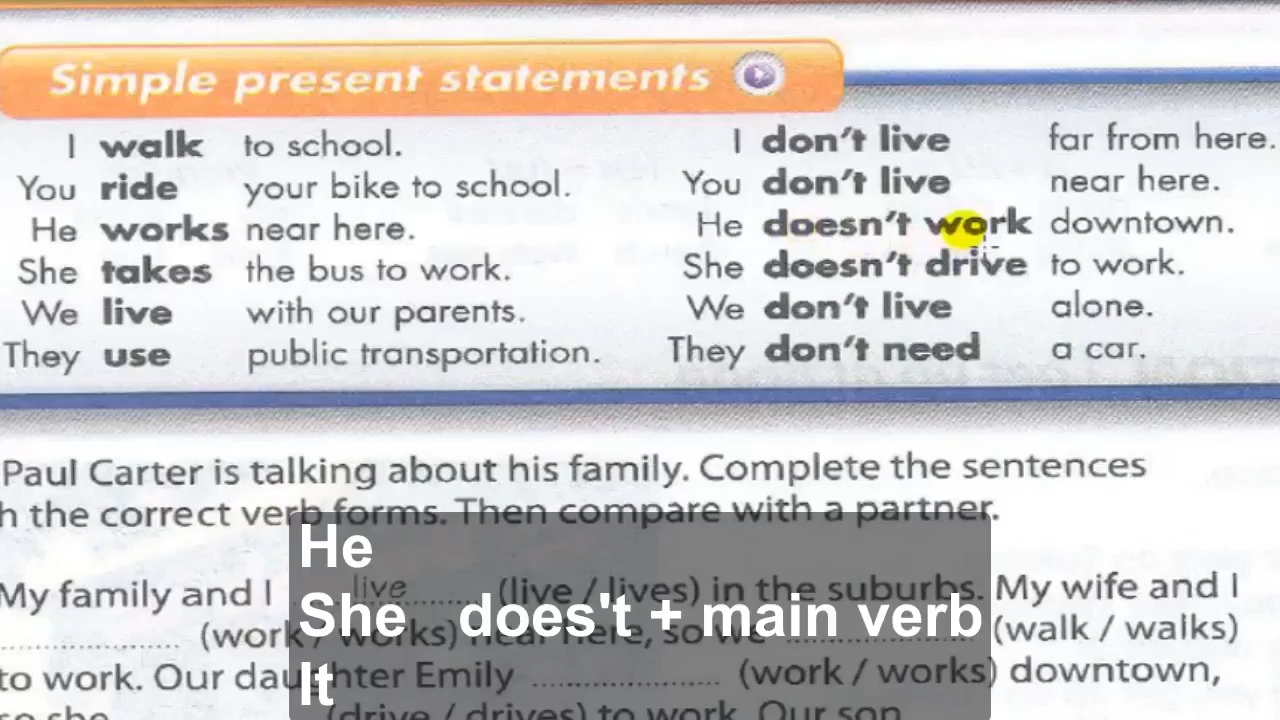 Simple present statements
I walk to school.
You ride your bike to school.
He works near here.
She takes the bus to work.
We live with our parents.
They use public transportation.
I don't live far from here.
You don't live near here.
He doesn't work downtown.
She doesn't drive to work.
We don't live alone.
They don't need a car.
Paul Carter is talking about his family. Complete the sentences
h the correct verb forms. Then compare with a partner.
My family and I live (live / lives) in the suburbs. My wife and I
(work / works) near here, so we (walk / walks)
to work. Our daughter Emily (work / works) downtown,
so she (drive / drives) to work. Our son
He
She does't + main verb
It